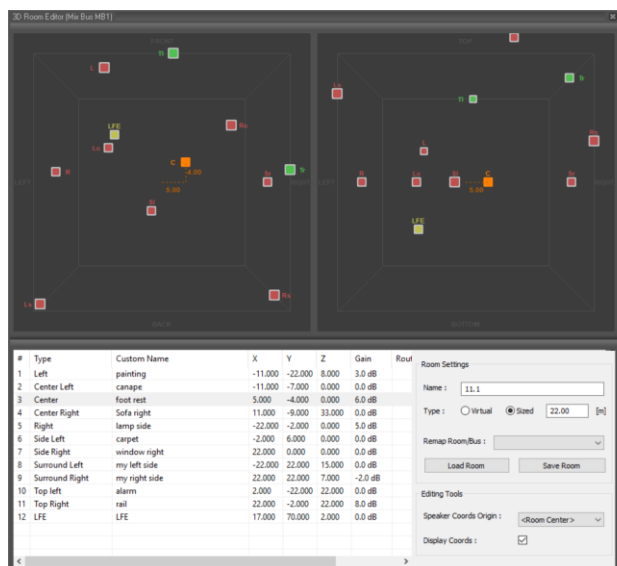 3D Room Editor [Mix Bus MB1]
FRONT TOP
Tl
L
Ls Tr
Tl
LFE Rc
Lc L Rs
C
R 4.00 Sr Tr
5.00
LEFT RIGHT LEFT R Lc Sl C Sr RIGHT
5.00
Sl
LFE
Rs
Ls
BACK BOTTOM
# Type Custom Name X Y Z Gain Rout
1 Left painting -11.000 -22.000 8.000 3.0 dB
2 Center Left canape -11.000 -7.000 0.000 0.0 dB
3 Center foot rest 5.000 -4.000 0.000 6.0 dB
4 Center Right Sofa right 11.000 -9.000 33.000 0.0 dB
5 Right lamp side -22.000 -2.000 0.000 5.0 dB
6 Side Left carpet -2.000 6.000 0.000 0.0 dB
7 Side Right window right 22.000 0.000 0.000 0.0 dB
8 Surround Left my left side -22.000 22.000 15.000 0.0 dB
9 Surround Right my right side 22.000 22.000 7.000 -2.0 dB
10 Top left alarm 2.000 -22.000 22.000 0.0 dB
11 Top Right rail 22.000 -2.000 22.000 8.0 dB
12 LFE LFE 17.000 70.000 2.000 0.0 dB
Room Settings
Name : 11.1
Type : Virtual Sized 22.00 [m]
Remap Room/Bus :
Load Room Save Room
Editing Tools
Speaker Coords Origin : <Room Center>
Display Coords :